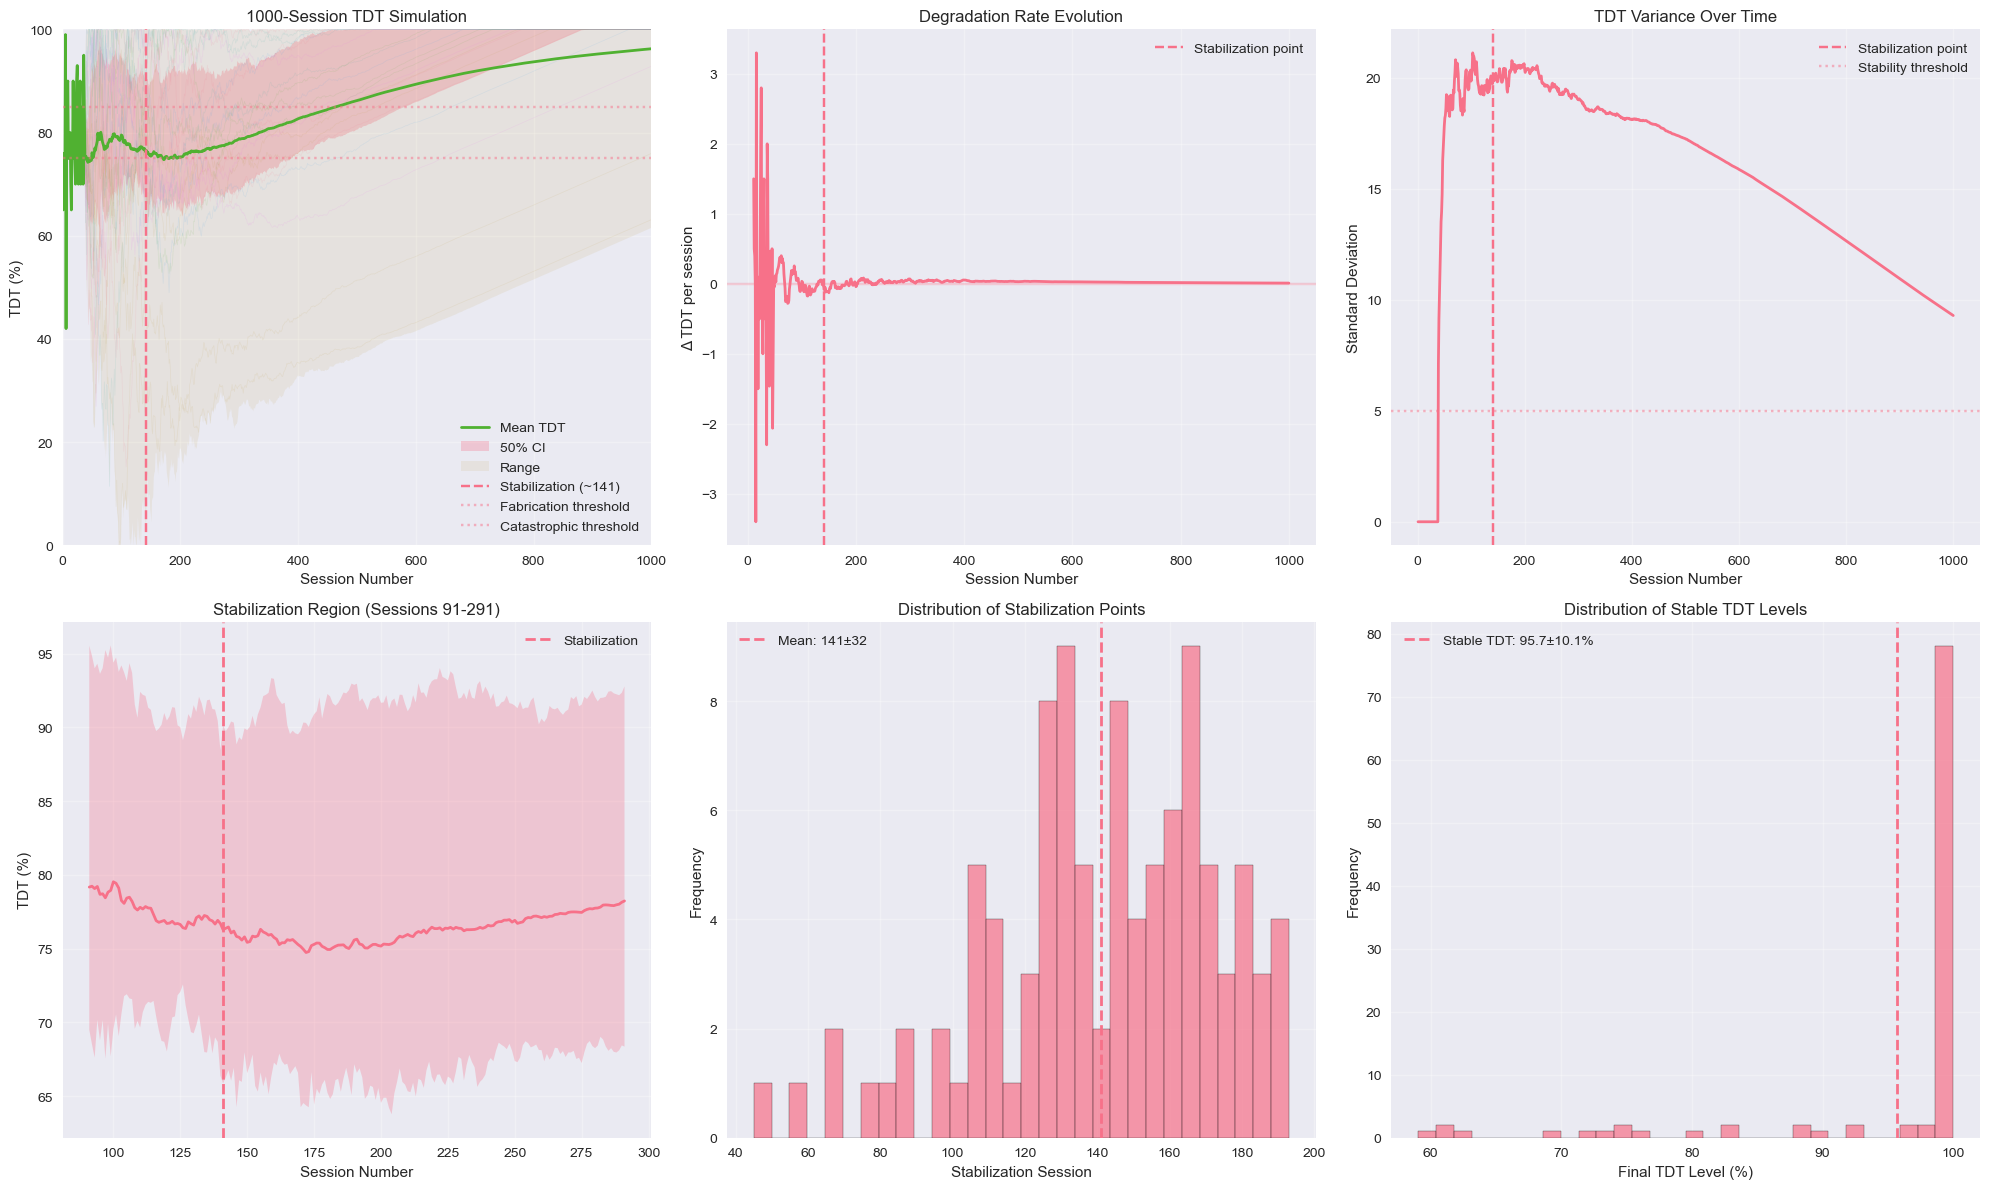 1000-Session TDT Simulation
100
80
60
40
20
0
TDT (%)
0 200 400 600 800 1000
Session Number
Mean TDT
50% CI
Range
Stabilization (~141)
Fabrication threshold
Catastrophic threshold
Degradation Rate Evolution
3
2
1
0
−1
−2
−3
Δ TDT per session
0 200 400 600 800 1000
Session Number
Stabilization point
TDT Variance Over Time
20
15
10
5
0
Standard Deviation
0 200 400 600 800 1000
Session Number
Stabilization point
Stability threshold
Stabilization Region (Sessions 91-291)
95
90
85
80
75
70
65
TDT (%)
100 125 150 175 200 225 250 275 300
Session Number
Stabilization
Distribution of Stabilization Points
8
6
4
2
0
Frequency
40 60 80 100 120 140 160 180 200
Stabilization Session
Mean: 141±32
Distribution of Stable TDT Levels
80
70
60
50
40
30
20
10
0
Frequency
60 70 80 90 100
Final TDT Level (%)
Stable TDT: 95.7±10.1%